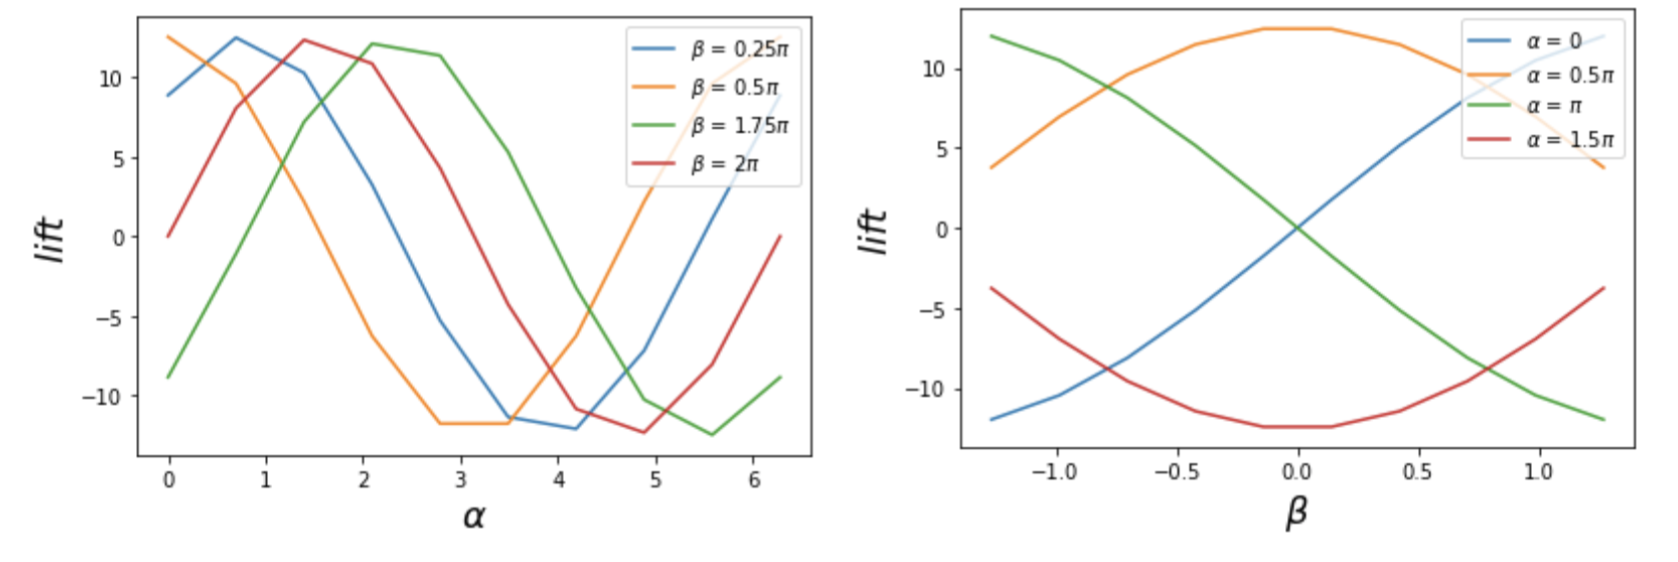 lift
10
5
0
−5
−10
0 1 2 3 4 5 6
α
β = 0.25π
β = 0.5π
β = 1.75π
β = 2π
lift
10
5
0
−5
−10
−1.0 −0.5 0.0 0.5 1.0
β
α = 0
α = 0.5π
α = π
α = 1.5π